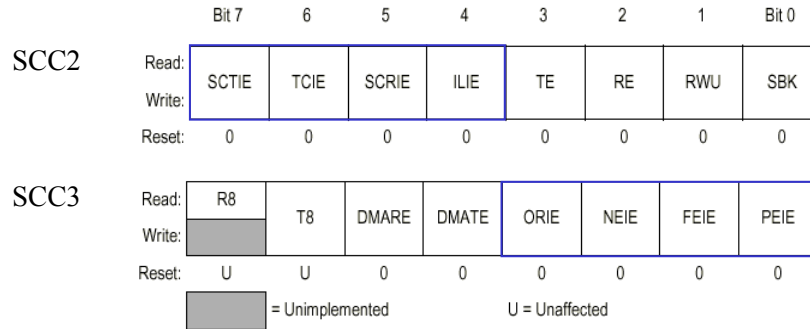 Bit 7 6 5 4 3 2 1 Bit 0
SCC2
Read:
SCTIE TCIE SCRIE ILIE TE RE RWU SBK
Write:
Reset: 0 0 0 0 0 0 0 0
SCC3
Read: R8
T8 DMARE DMATE ORIE NEIE FEIE PEIE
Write:
Reset: U U 0 0 0 0 0 0
= Unimplemented U = Unaffected